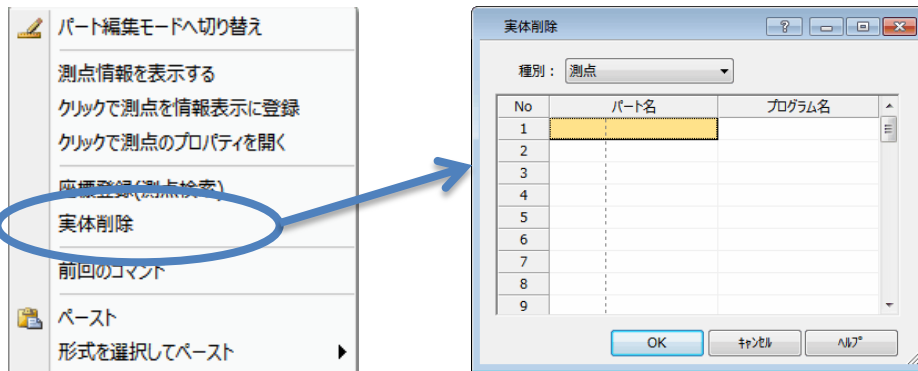 パート編集モードへ切り替え
測点情報を表示する
クリックで測点を情報表示に登録
クリックで測点のプロパティを開く
座標登録(測点検索)
実体削除
前回のコマンド
ペースト
形式を選択してペースト
実体削除
種別： 測点
No パート名 プログラム名
1
2
3
4
5
6
7
8
9
OK ｷｬﾝｾﾙ ﾍﾙﾌﾟ